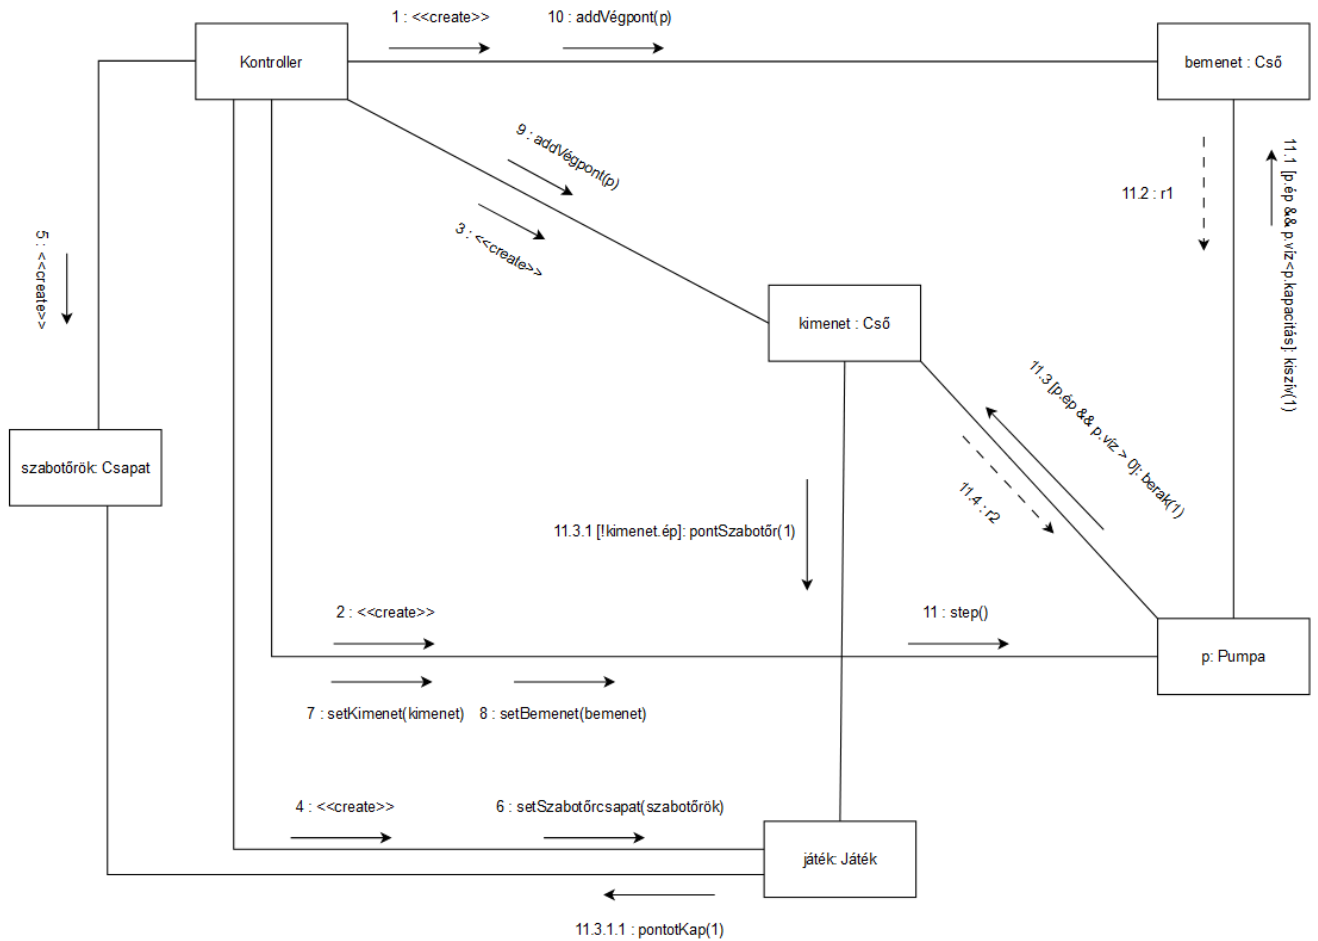 1 : <<create>>
10 : addVégpont(p)
Kontroller
bemenet : Cső
9 : addVégpont(p)
3 : <<create>>
11.2 : r1
11.1 [p.ép && p.víz<p.kapacitás]: kiszív(1)
5 : <<create>>
kimenet : Cső
11.3 [p.ép && p.víz > 0]: berak(1)
11.4 : r2
szabotőrök: Csapat
11.3.1 [!kimenet.ép]: pontSzabotőr(1)
2 : <<create>>
11 : step()
p: Pumpa
7 : setKimenet(kimenet)
8 : setBemenet(bemenet)
4 : <<create>>
6 : setSzabotőrcsapat(szabotőrök)
játék: Játék
11.3.1.1 : pontotKap(1)